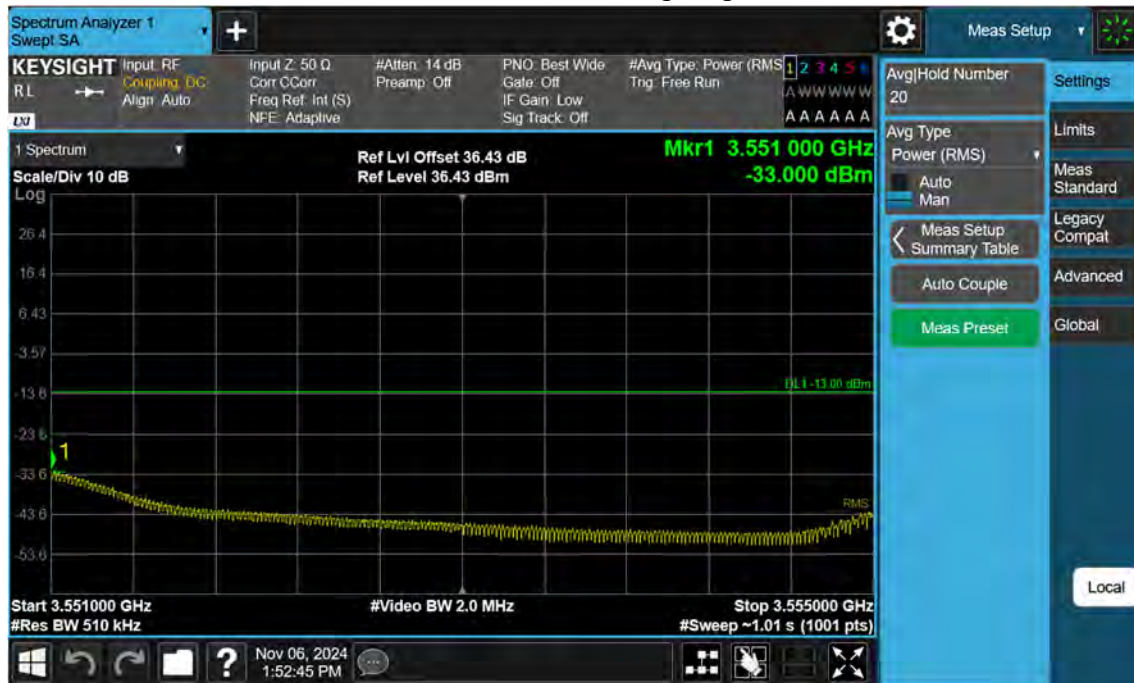 Spectrum Analyzer 1
Swept SA
+
Meas Setup
KEYSIGHT
RL
LXI
Input: RF
Coupling: DC
Align: Auto
Input Z: 50 Ω
Corr CCorr
Freq Ref: Int (S)
NFE: Adaptive
#Atten: 14 dB
Preamp: Off
PNO: Best Wide
Gate: Off
IF Gain: Low
Sig Track: Off
#Avg Type: Power (RMS
Trig: Free Run
1 2 3 4 5 6
A W W W W W
A A A A A A
1 Spectrum
Scale/Div 10 dB
Log
Ref Lvl Offset 36.43 dB
Ref Level 36.43 dBm
Mkr1 3.551 000 GHz
-33.000 dBm
26.4
16.4
6.43
-3.57
-13.6
DL1 -13.00 dBm
-23.6
1
-33.6
RMS
-43.6
-53.6
Start 3.551000 GHz
#Res BW 510 kHz
#Video BW 2.0 MHz
Stop 3.555000 GHz
#Sweep ~1.01 s (1001 pts)
?
Nov 06, 2024
1:52:45 PM
Avg|Hold Number
20
Avg Type
Power (RMS)
Auto
Man
Meas Setup
Summary Table
Auto Couple
Meas Preset
Settings
Limits
Meas
Standard
Legacy
Compat
Advanced
Global
Local